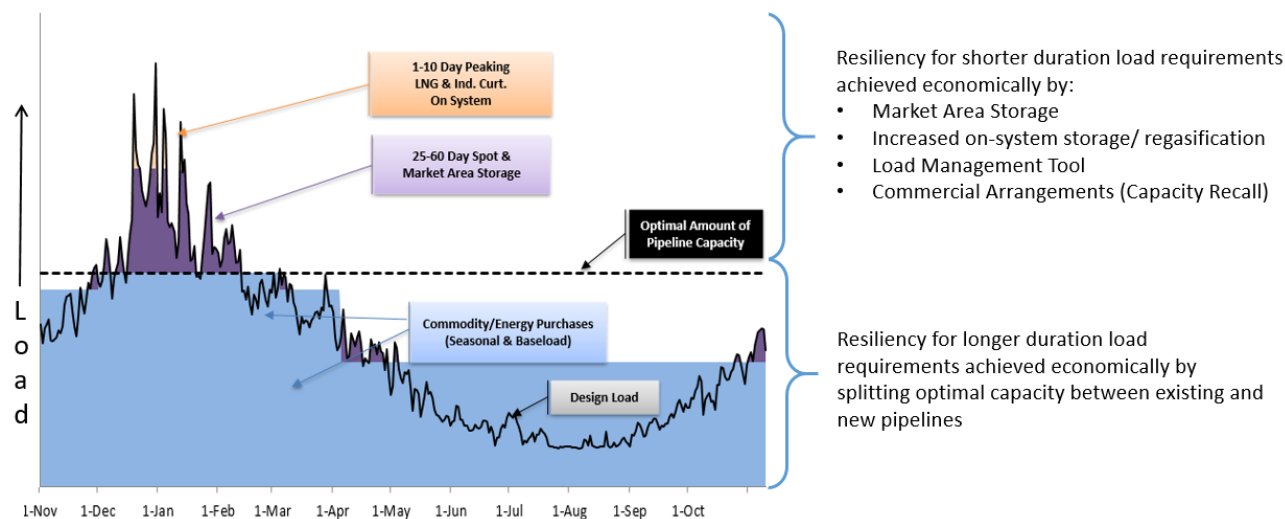 1-10 Day Peaking
LNG & Ind. Curt.
On System
25-60 Day Spot &
Market Area Storage
Optimal Amount of
Pipeline Capacity
Commodity/Energy Purchases
(Seasonal & Baseload)
Design Load
Load
1-Nov 1-Dec 1-Jan 1-Feb 1-Mar 1-Apr 1-May 1-Jun 1-Jul 1-Aug 1-Sep 1-Oct
Resiliency for shorter duration load requirements
achieved economically by:
• Market Area Storage
• Increased on-system storage/ regasification
• Load Management Tool
• Commercial Arrangements (Capacity Recall)
Resiliency for longer duration load
requirements achieved economically by
splitting optimal capacity between existing and
new pipelines